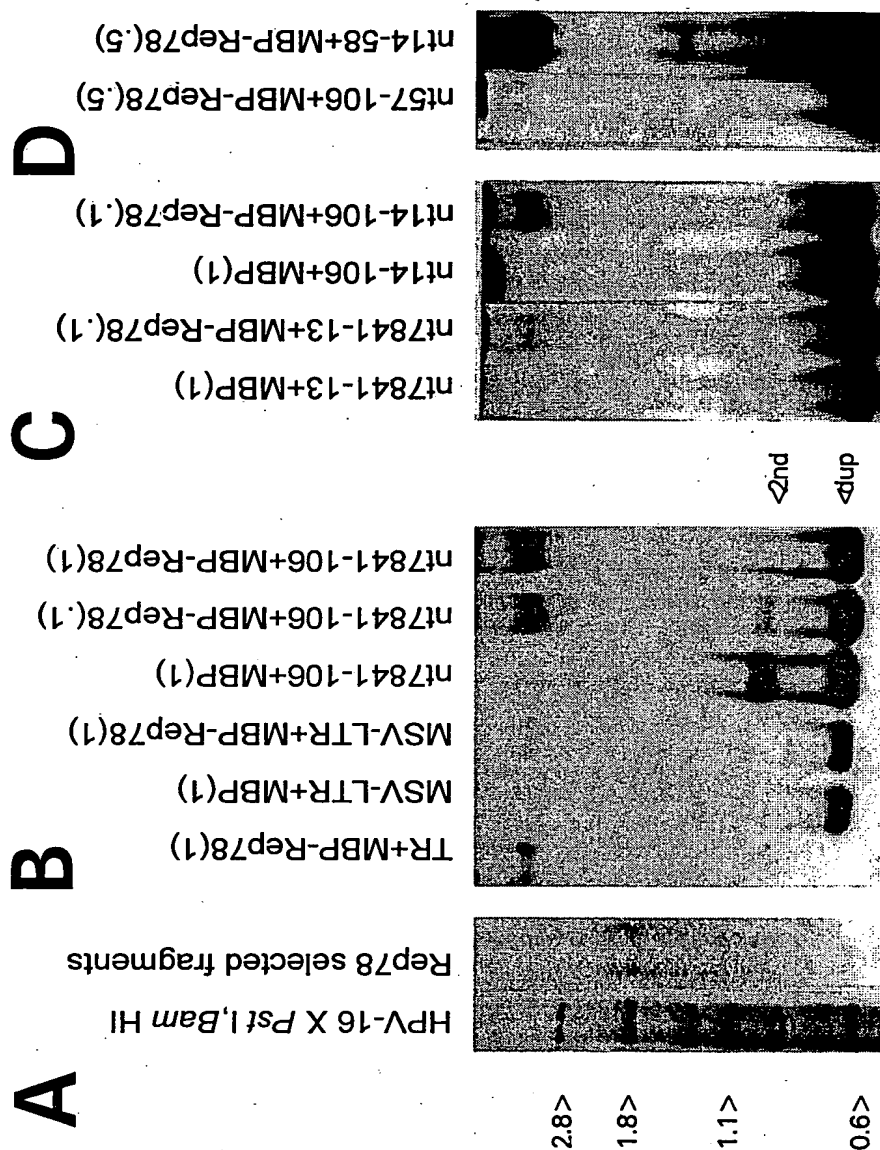 A
HPV-16 X Pst I,Bam HI
Rep78 selected fragments
2.8>
1.8>
1.1>
0.6>
B
TR+MBP-Rep78(1)
MSV-LTR+MBP(1)
MSV-LTR+MBP-Rep78(1)
nt7841-106+MBP(1)
nt7841-106+MBP-Rep78(.1)
nt7841-106+MBP-Rep78(1)
<2nd
<dup
C
nt7841-13+MBP(1)
nt7841-13+MBP-Rep78(.1)
nt14-106+MBP(1)
nt14-106+MBP-Rep78(.1)
D
nt57-106+MBP-Rep78(.5)
nt14-58+MBP-Rep78(.5)